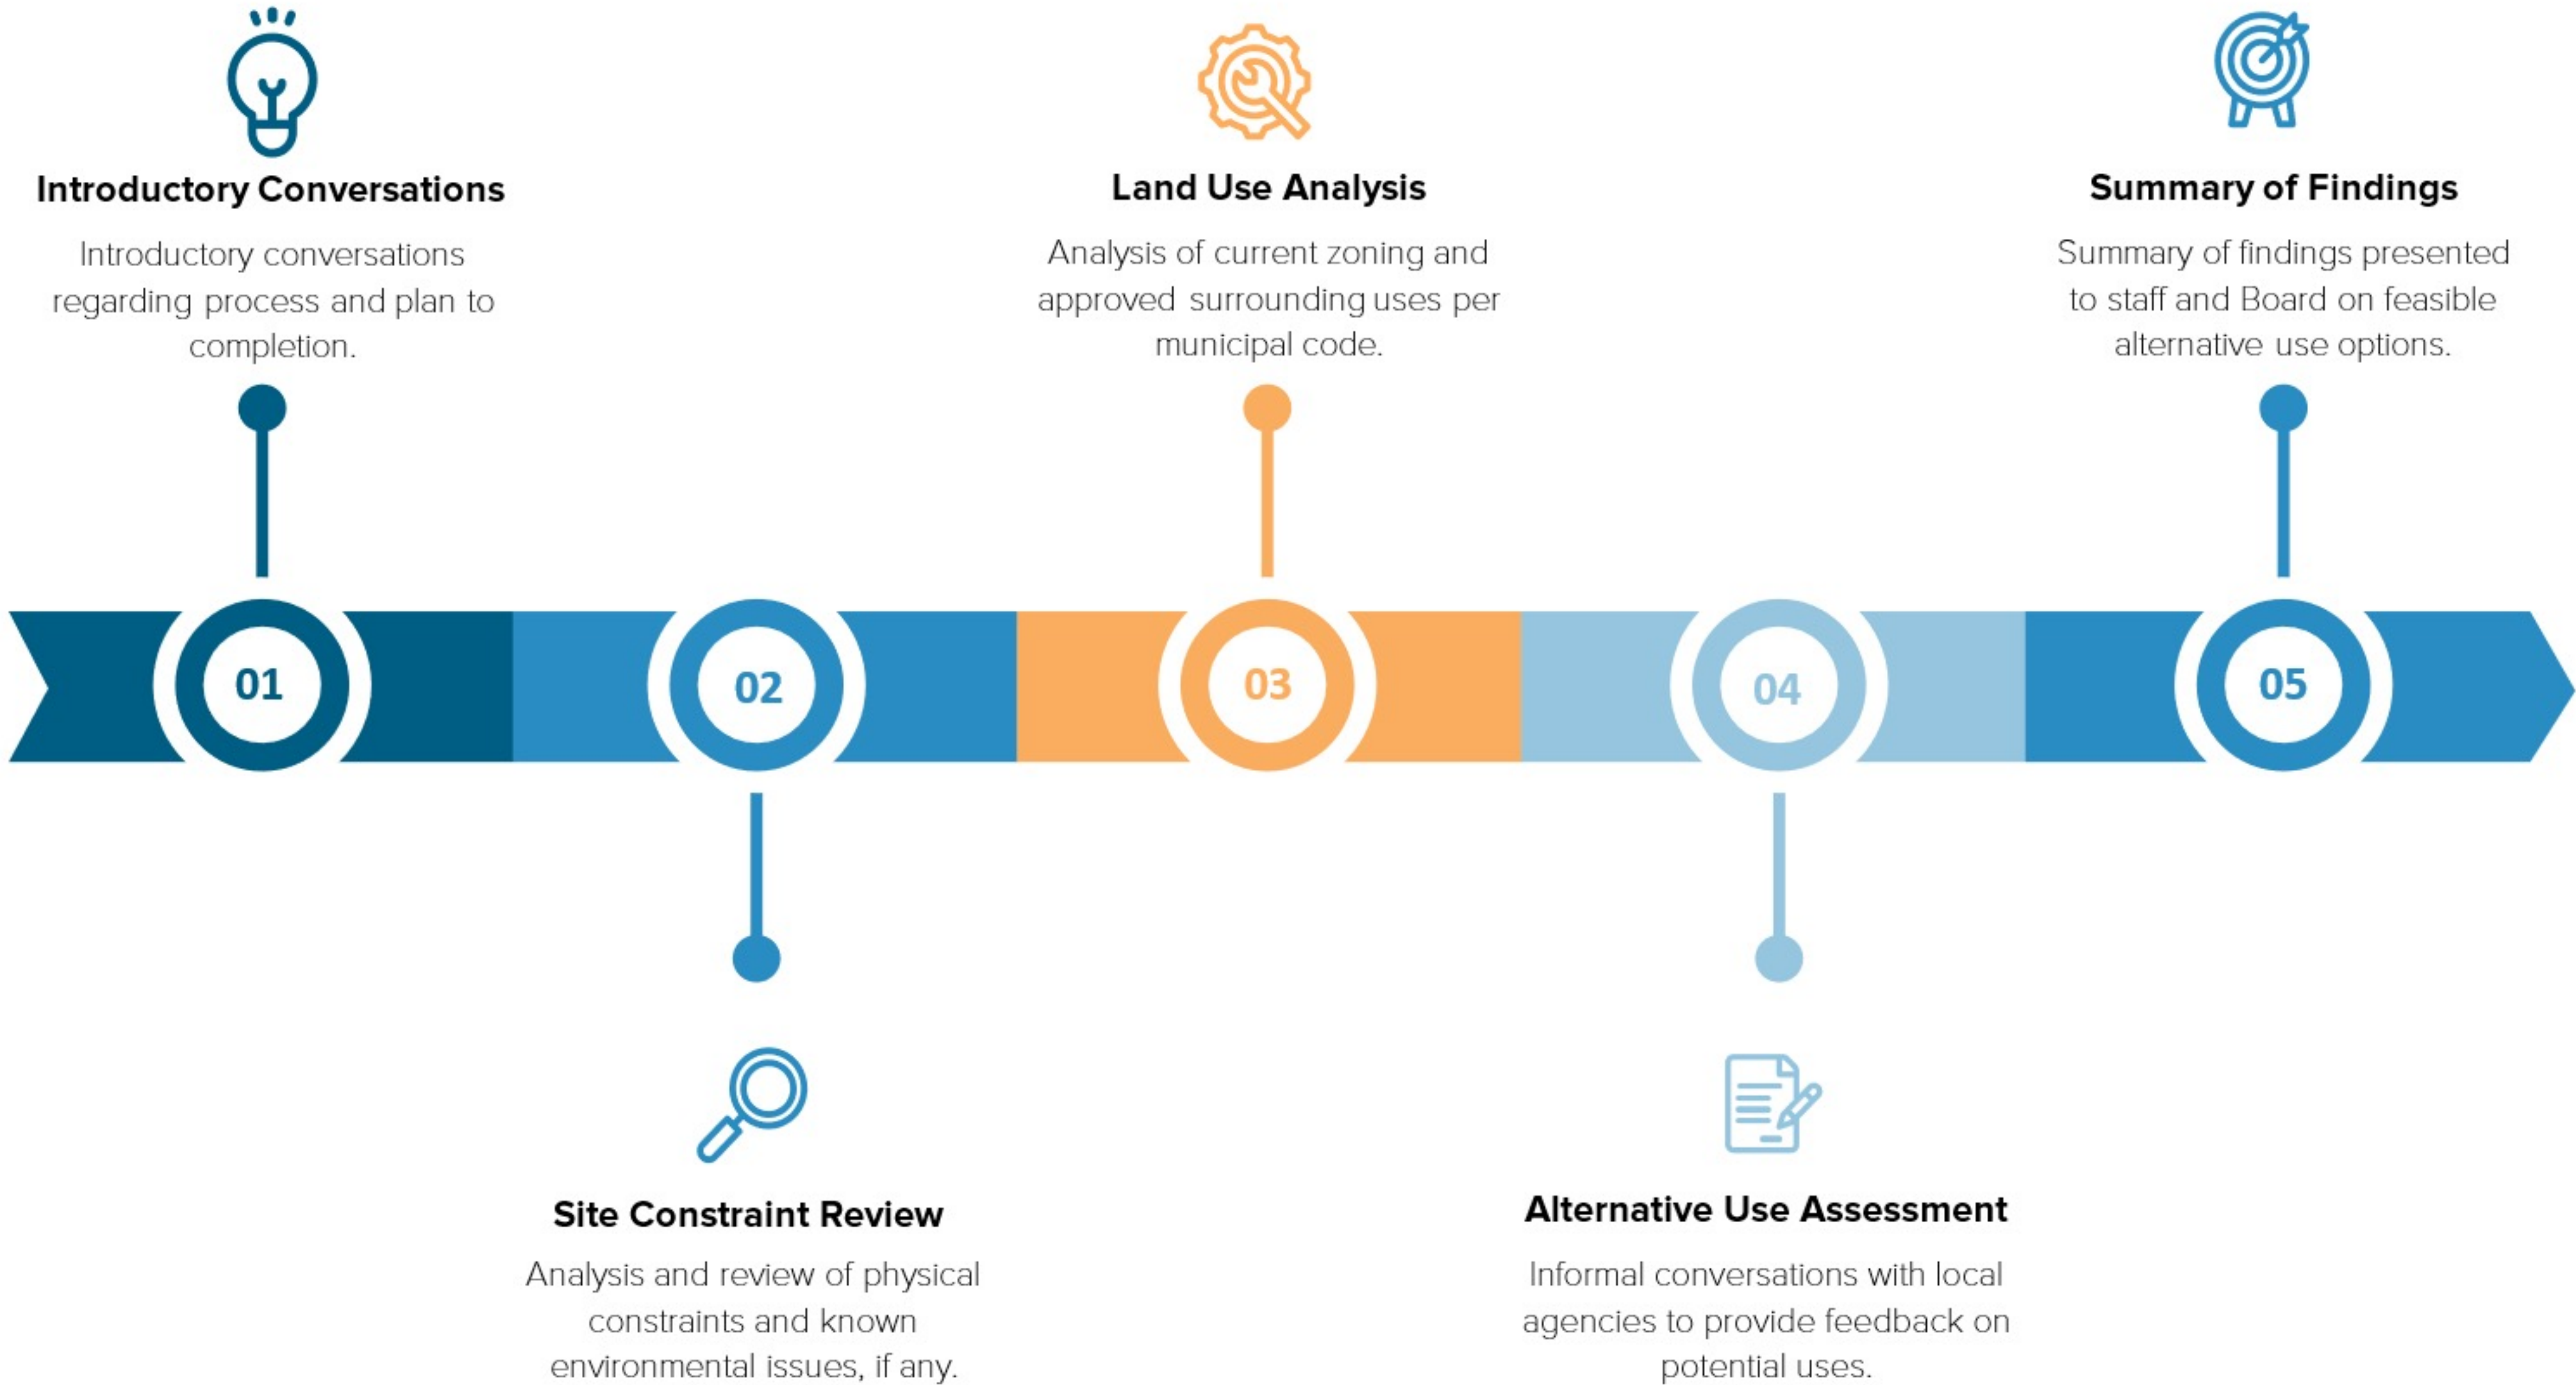 Introductory Conversations
Introductory conversations
regarding process and plan to
completion.
Land Use Analysis
Analysis of current zoning and
approved surrounding uses per
municipal code.
Summary of Findings
Summary of findings presented
to staff and Board on feasible
alternative use options.
01
02
03
04
05
Site Constraint Review
Analysis and review of physical
constraints and known
environmental issues, if any.
Alternative Use Assessment
Informal conversations with local
agencies to provide feedback on
potential uses.